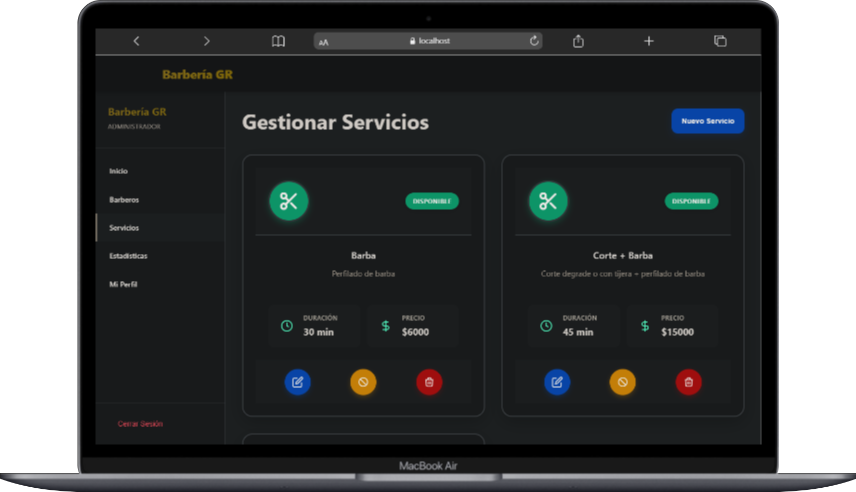 AA localhost
Barbería GR
Barbería GR
ADMINISTRADOR
Inicio
Barberos
Servicios
Estadísticas
Mi Perfil
Cerrar Sesión
Gestionar Servicios
Nuevo Servicio
DISPONIBLE
Barba
Perfilado de barba
DURACIÓN
30 min
PRECIO
$6000
DISPONIBLE
Corte + Barba
Corte degrade o con tijera + perfilado de barba
DURACIÓN
45 min
PRECIO
$15000
MacBook Air